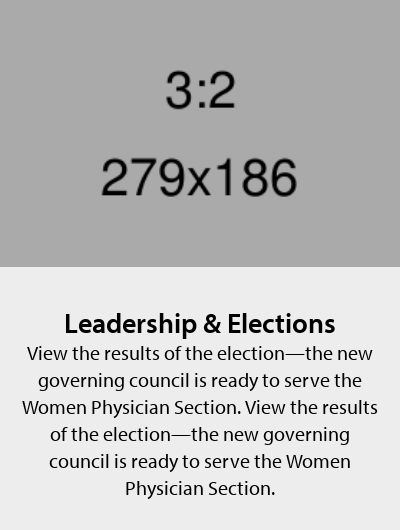 3:2
279x186
Leadership & Elections
View the results of the election—the new
governing council is ready to serve the
Women Physician Section. View the results
of the election—the new governing
council is ready to serve the Women
Physician Section.